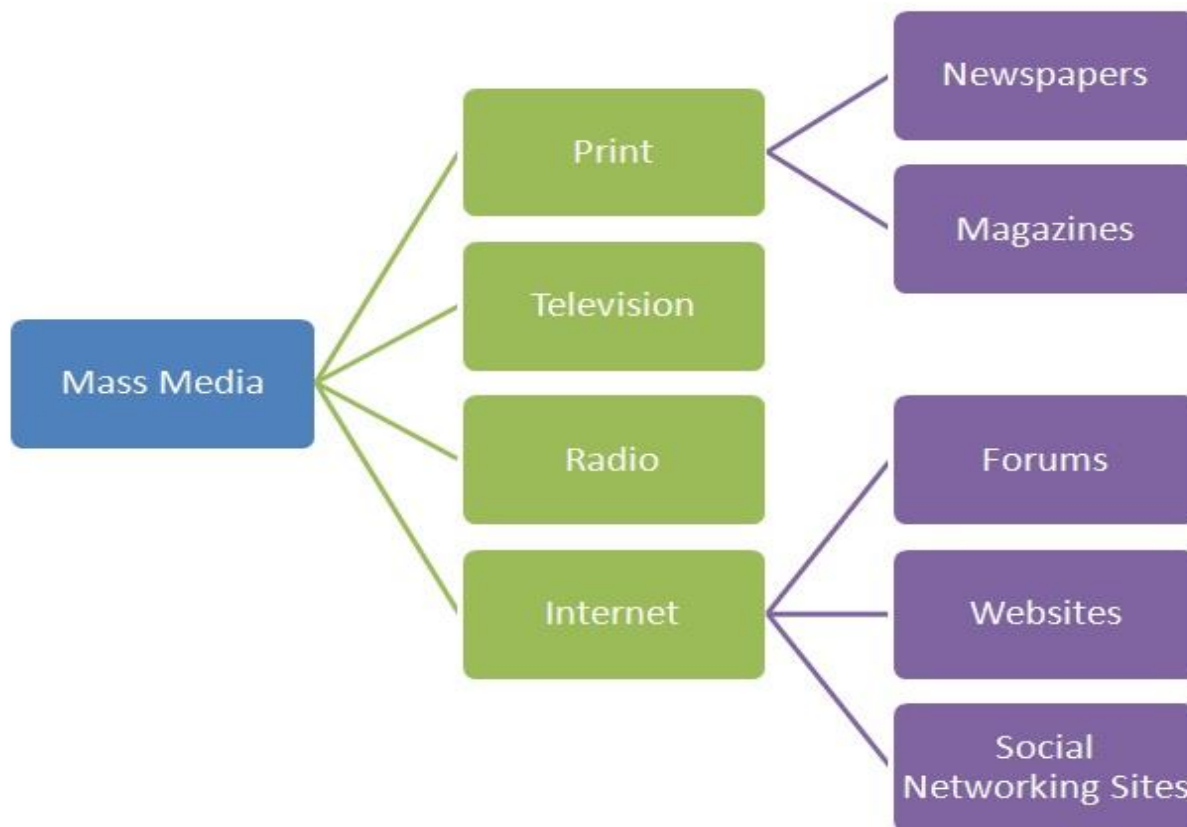 Mass Media
Print
Television
Radio
Internet
Newspapers
Magazines
Forums
Websites
Social
Networking Sites